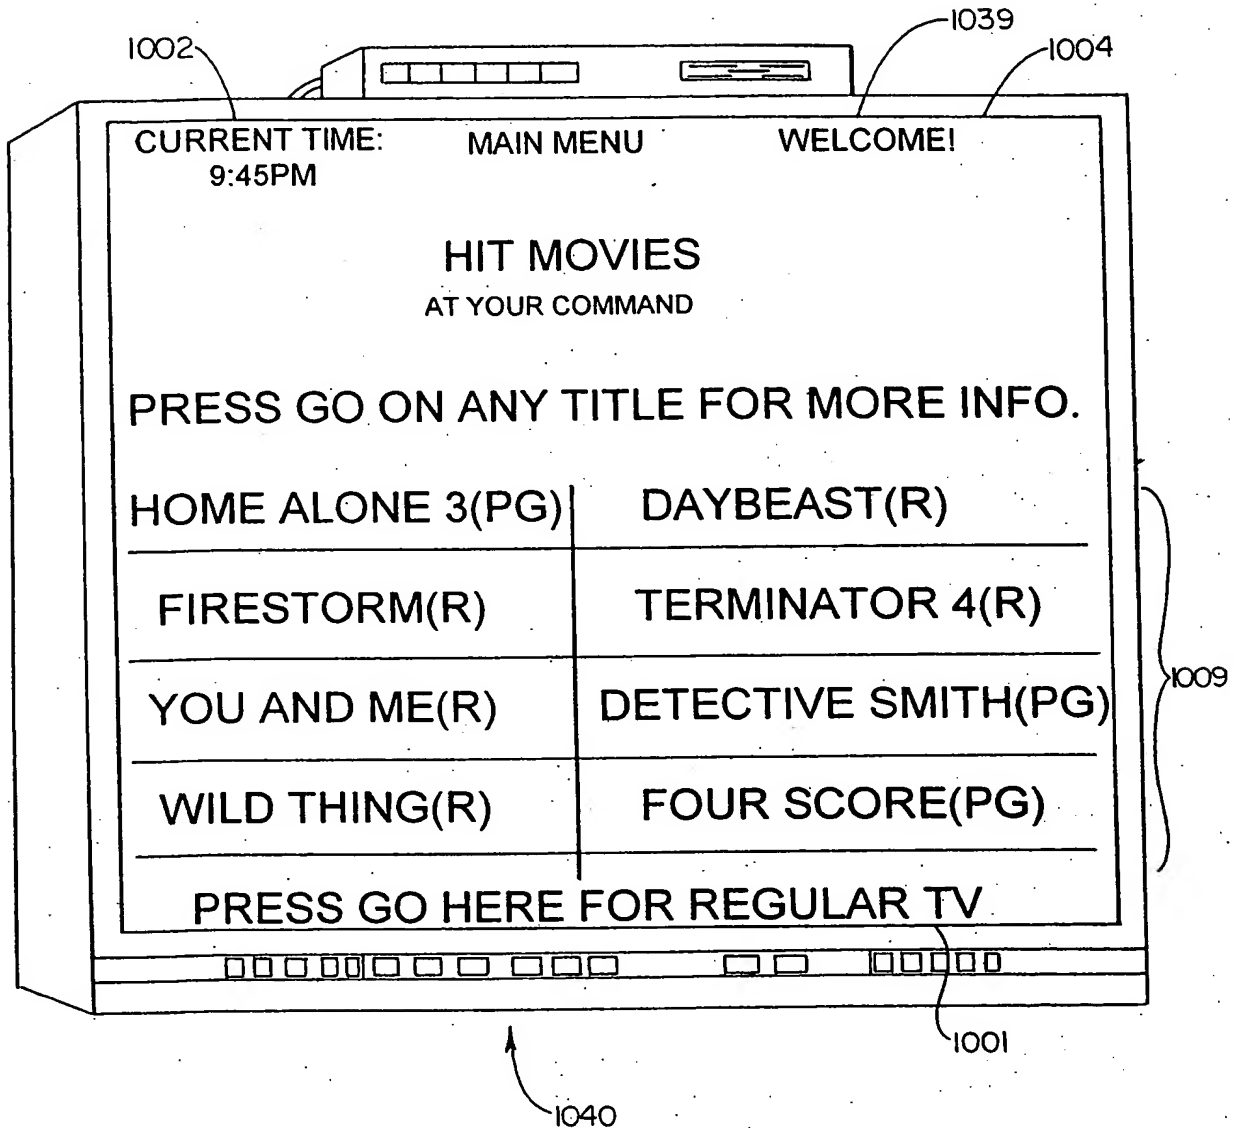 1039
1002
1004
CURRENT TIME: MAIN MENU WELCOME!
9:45PM
HIT MOVIES
AT YOUR COMMAND
PRESS GO ON ANY TITLE FOR MORE INFO.
HOME ALONE 3(PG) DAYBEAST(R)
FIRESTORM(R) TERMINATOR 4(R)
1009
YOU AND ME(R) DETECTIVE SMITH(PG)
WILD THING(R) FOUR SCORE(PG)
PRESS GO HERE FOR REGULAR TV
1001
1040